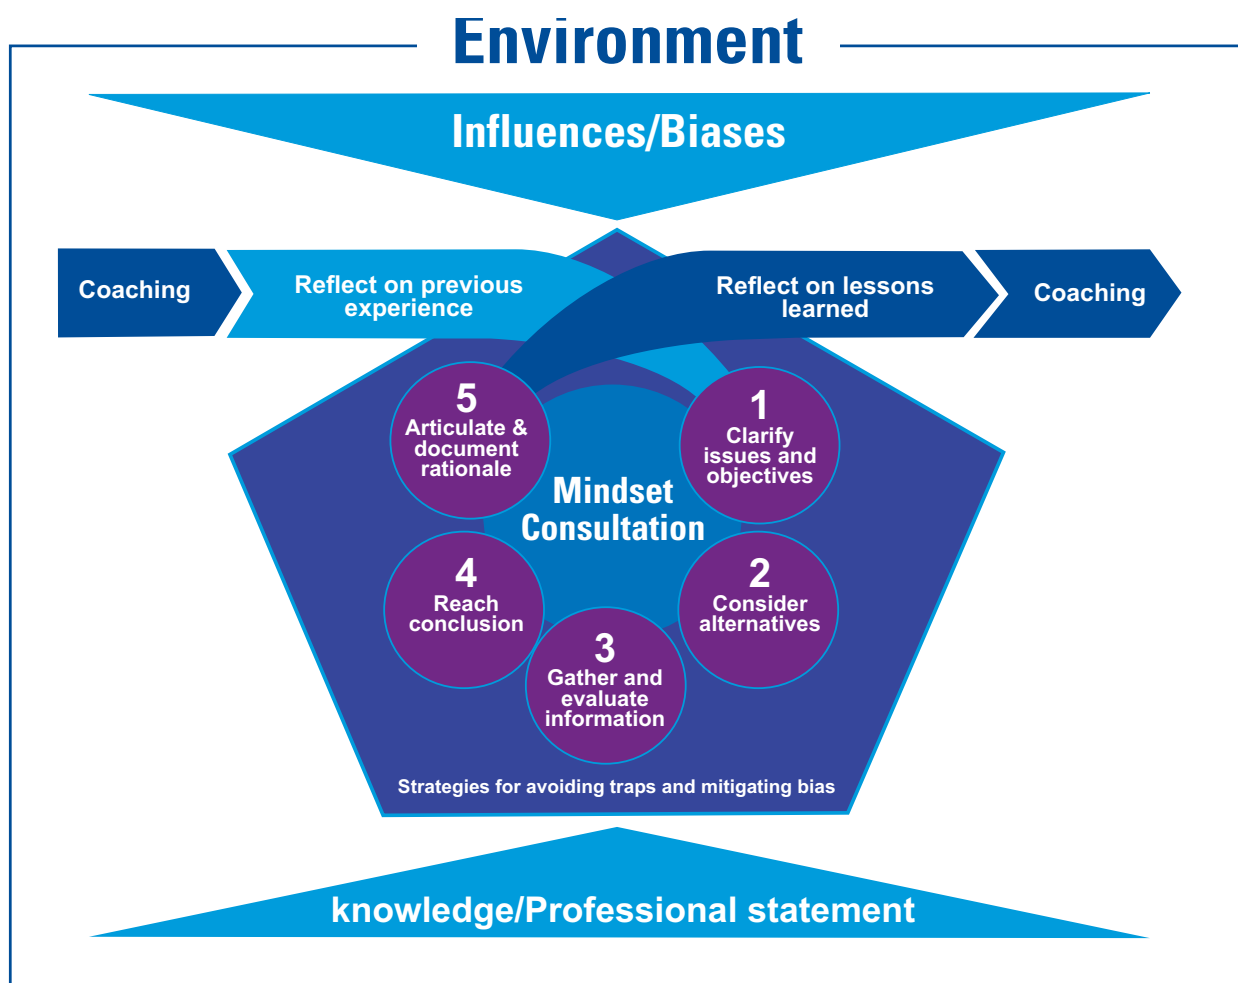 Environment
Influences/Biases
Coaching
Reflect on previous
experience
Reflect on lessons
learned
Coaching
5
Articulate &
document
rationale
1
Clarify
issues and
objectives
Mindset
Consultation
4
Reach
conclusion
2
Consider
alternatives
3
Gather and
evaluate
information
Strategies for avoiding traps and mitigating bias
knowledge/Professional statement